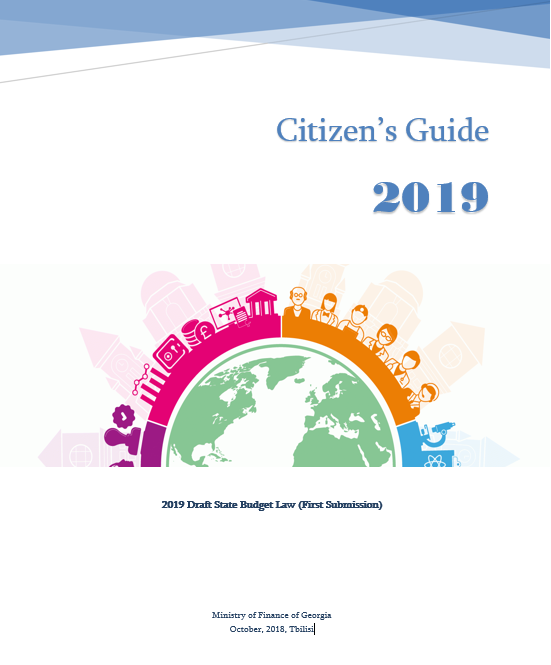 Citizen's Guide
2019
2019 Draft State Budget Law (First Submission)
Ministry of Finance of Georgia
October, 2018, Tbilisi